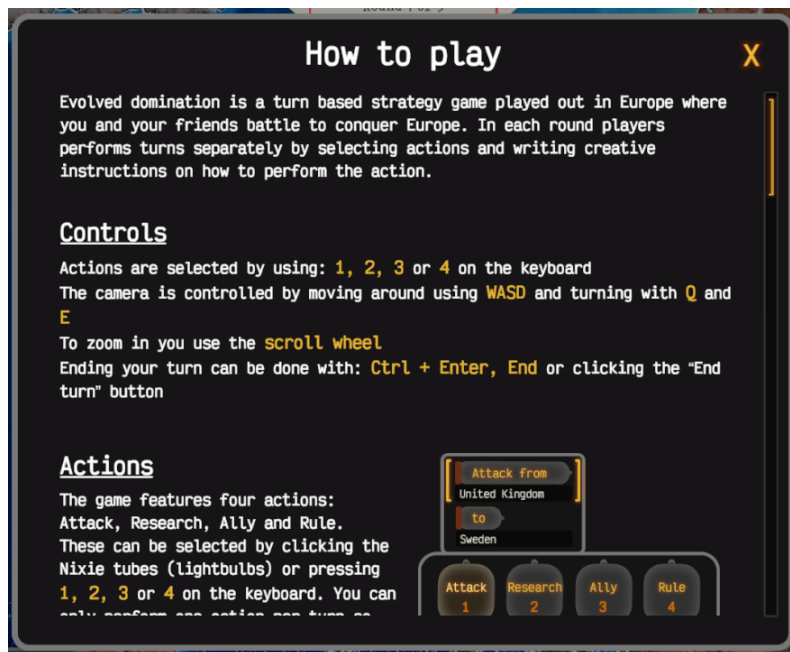 How to play
X
Evolved domination is a turn based strategy game played out in Europe where
you and your friends battle to conquer Europe. In each round players
performs turns separately by selecting actions and writing creative
instructions on how to perform the action.
Controls
Actions are selected by using: 1, 2, 3 or 4 on the keyboard
The camera is controlled by moving around using WASD and turning with Q and
E
To zoom in you use the scroll wheel
Ending your turn can be done with: Ctrl + Enter, End or clicking the “End
turn” button
Actions
The game features four actions:
Attack, Research, Ally and Rule.
These can be selected by clicking the
Nixie tubes (lightbulbs) or pressing
1, 2, 3 or 4 on the keyboard. You can
Attack from
United Kingdom
to
Sweden
Attack Research Ally Rule
1 2 3 4